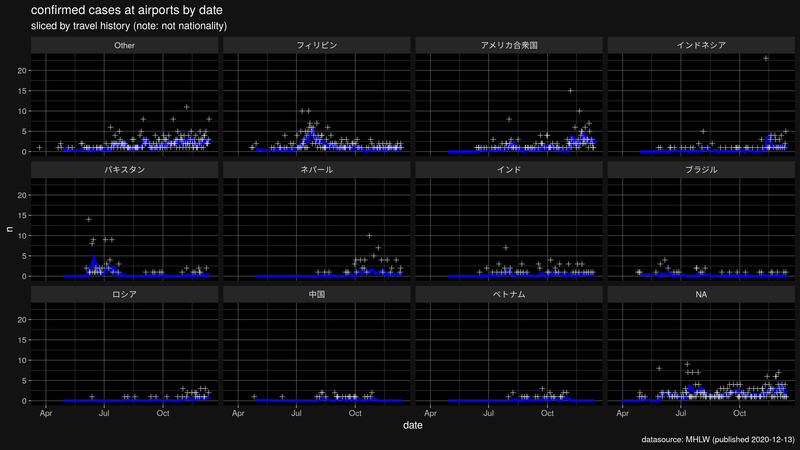 confirmed cases at airports by date
sliced by travel history (note: not nationality)
Other フィリピン アメリカ合衆国 インドネシア
20
15
10
5
0
パキスタン ネパール インド ブラジル
20
15
10
5
0
n
ロシア 中国 ベトナム NA
20
15
10
5
0
Apr Jul Oct Apr Jul Oct Apr Jul Oct Apr Jul Oct
date
datasource: MHLW (published 2020-12-13)